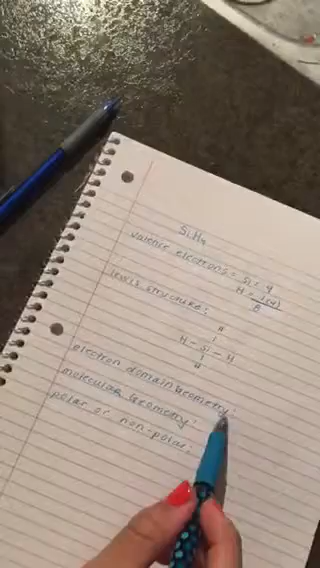 SiH4
valence electrons = Si = 4
H = 1(4)
8
lewis structure:
H
H - Si - H
H
electron domain geometry:
molecular geometry:
polar or non-polar: